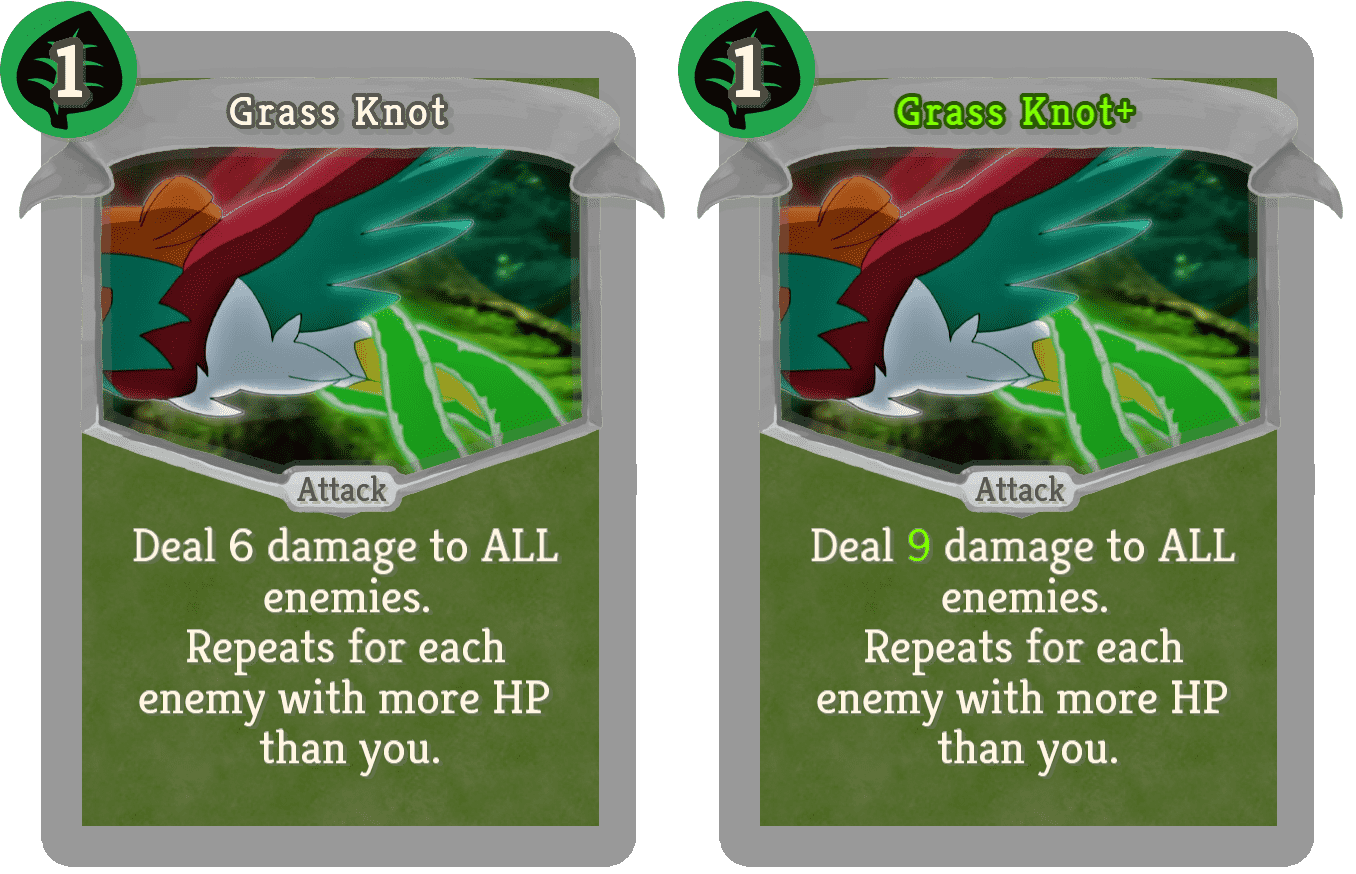 1
Grass Knot
Attack
Deal 6 damage to ALL
enemies.
Repeats for each
enemy with more HP
than you.
1
Grass Knot+
Attack
Deal 9 damage to ALL
enemies.
Repeats for each
enemy with more HP
than you.